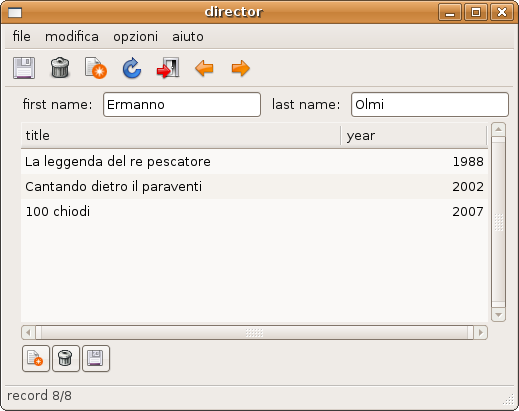 director
file modifica opzioni aiuto
first name: Ermanno last name: Olmi
title year
La leggenda del re pescatore 1988
Cantando dietro il paraventi 2002
100 chiodi 2007
record 8/8